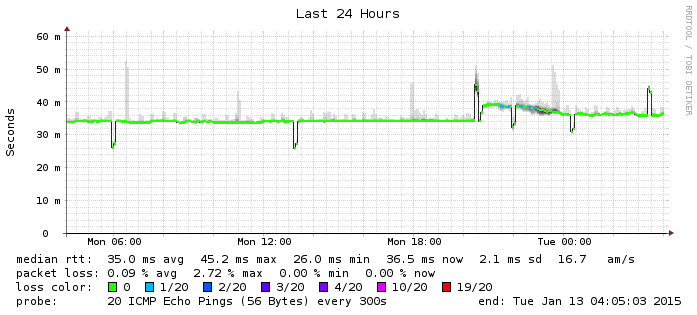 Last 24 Hours
RRDTOOL / TOBI OETIKER
Seconds
60 m
50 m
40 m
30 m
20 m
10 m
0
Mon 06:00 Mon 12:00 Mon 18:00 Tue 00:00
median rtt: 35.0 ms avg 45.2 ms max 26.0 ms min 36.5 ms now 2.1 ms sd 16.7 am/s
packet loss: 0.09 % avg 2.72 % max 0.00 % min 0.00 % now
loss color: 0 1/20 2/20 3/20 4/20 10/20 19/20
probe: 20 ICMP Echo Pings (56 Bytes) every 300s end: Tue Jan 13 04:05:03 2015